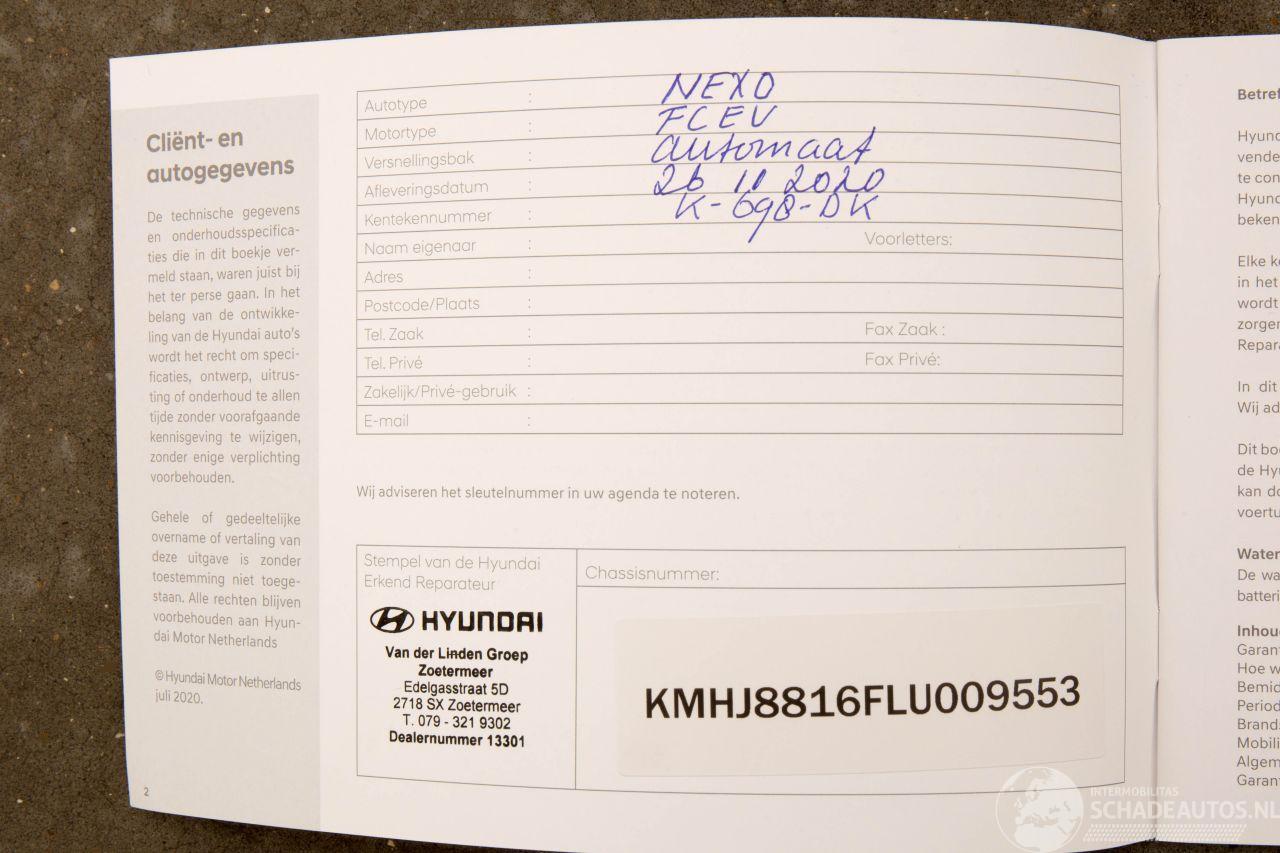 Cliënt- en
autogegevens
De technische gegevens
en onderhoudsspecifica-
ties die in dit boekje ver-
meld staan, waren juist bij
het ter perse gaan. In het
belang van de ontwikke-
ling van de Hyundai auto's
wordt het recht om speci-
ficaties, ontwerp, uitrus-
ting of onderhoud te allen
tijde zonder voorafgaande
kennisgeving te wijzigen,
zonder enige verplichting
voorbehouden.
Gehele of gedeeltelijke
overname of vertaling van
deze uitgave is zonder
toestemming niet toege-
staan. Alle rechten blijven
voorbehouden aan Hyun-
dai Motor Netherlands
© Hyundai Motor Netherlands
juli 2020.
2
Autotype : NEXO
Motortype : FCEV
Versnellingsbak : automaat
Afleveringsdatum : 26 11 2020
Kentekennummer : K-698-DK
Naam eigenaar : Voorletters:
Adres :
Postcode/Plaats :
Tel. Zaak : Fax Zaak :
Tel. Privé : Fax Privé:
Zakelijk/Privé-gebruik :
E-mail :
Wij adviseren het sleutelnummer in uw agenda te noteren.
Stempel van de Hyundai
Erkend Reparateur
HYUNDAI
Van der Linden Groep
Zoetermeer
Edelgasstraat 5D
2718 SX Zoetermeer
T. 079 - 321 9302
Dealernummer 13301
Chassisnummer:
KMHJ8816FLU009553
Betref
Hyund
vende
te con
Hyund
beken
Elke k
in het
wordt
zorger
Repara
In dit
Wij ad
Dit bo
de Hy
kan do
voertu
Water
De wa
batteri
Inhou
Garan
Hoe w
Bemid
Period
Brand
Mobili
Algem
Garan
INTERMOBILITAS
SCHADEAUTOS.NL